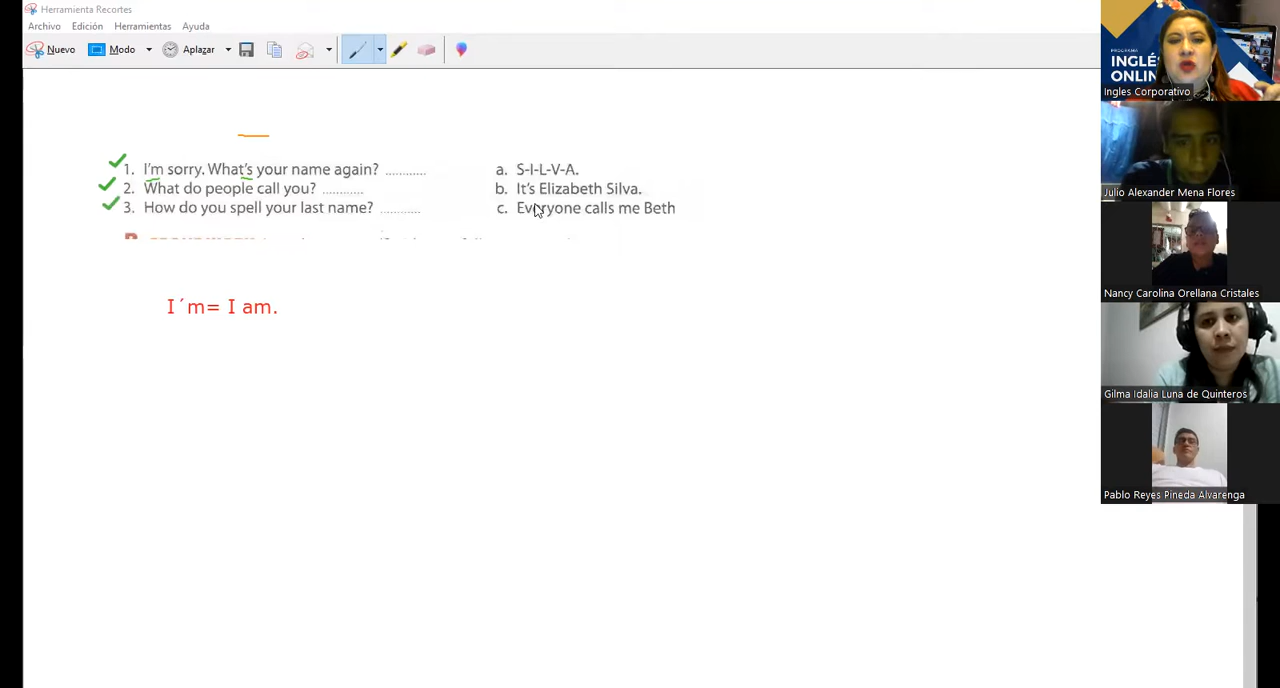 Herramienta Recortes
Archivo Edición Herramientas Ayuda
Nuevo Modo Aplazar
1. I'm sorry. What's your name again? ............ a. S-I-L-V-A.
2. What do people call you? ............ b. It's Elizabeth Silva.
3. How do you spell your last name? ............ c. Everyone calls me Beth
I´m= I am.
PROGRAMA
INGLÉS
ONLIN
Ingles Corporativo
Julio Alexander Mena Flores
Nancy Carolina Orellana Cristales
Gilma Idalia Luna de Quinteros
Pablo Reyes Pineda Alvarenga